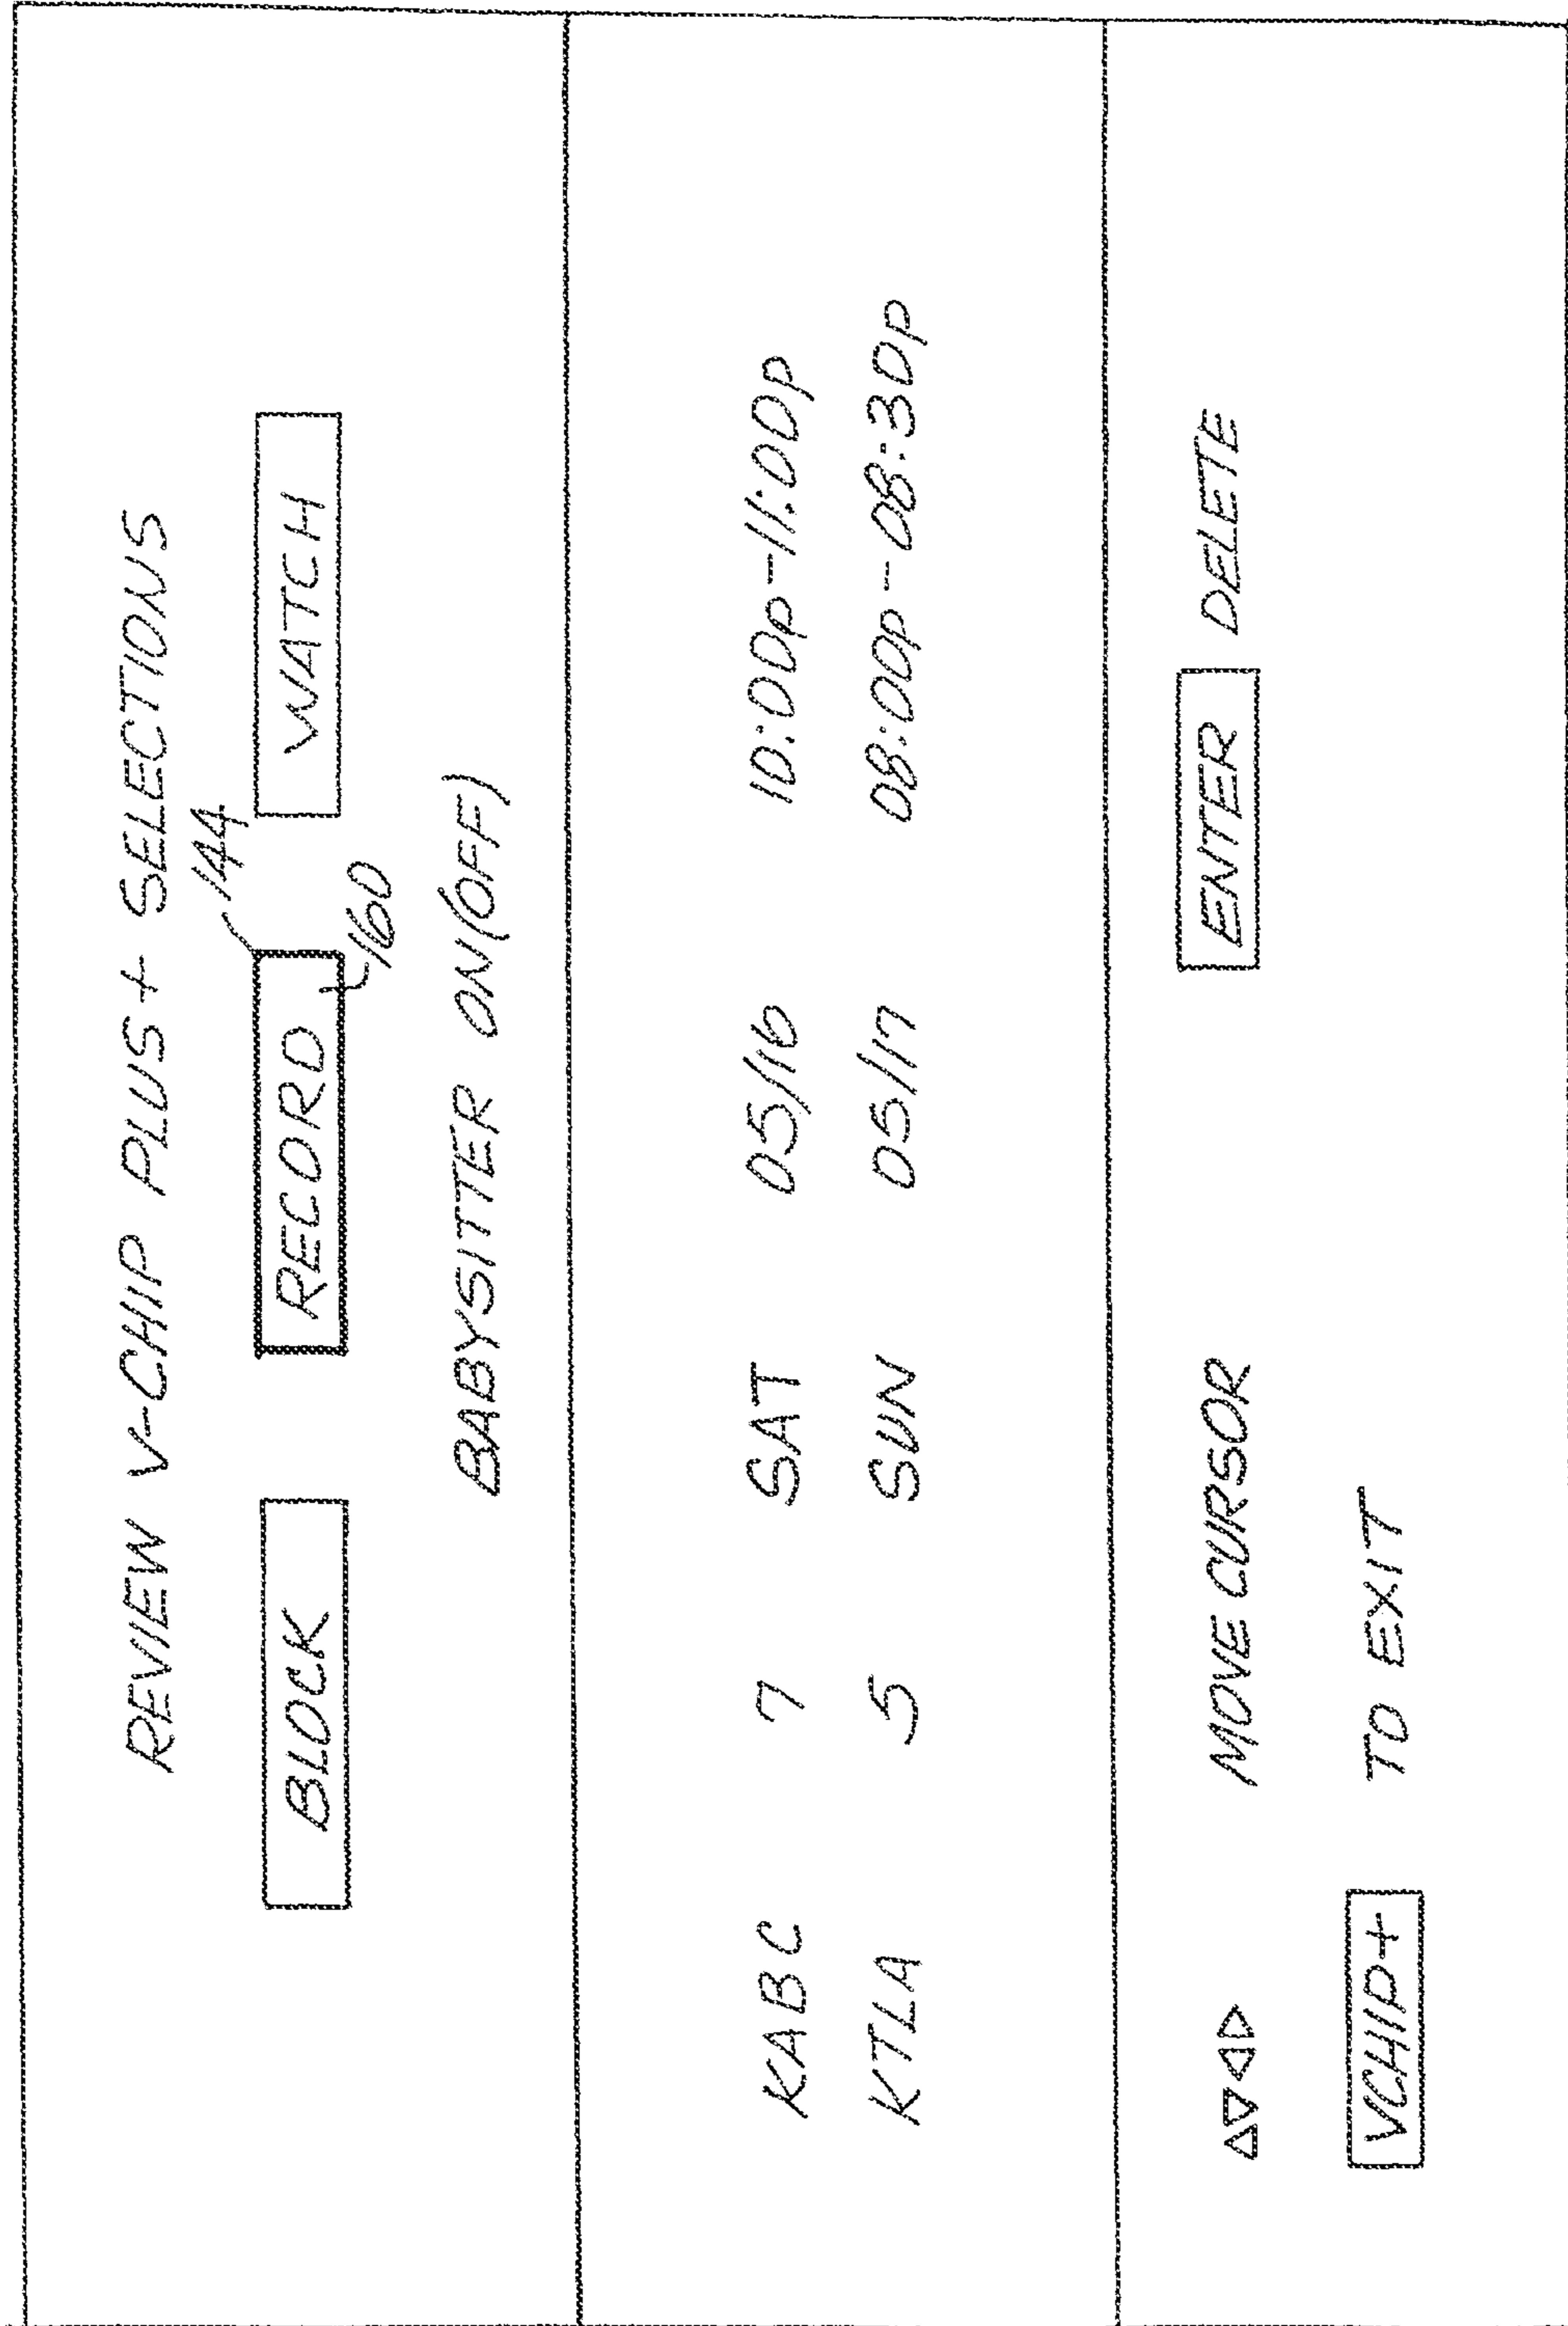 REVIEW V-CHIP PLUS+ SELECTIONS
144
BLOCK RECORD WATCH
160
BABYSITTER ON(OFF)
KABC 7 SAT 05/16 10:00p-11:00p
KTLA 5 SUN 05/17 08:00p--08:30p
△▽◁▷ MOVE CURSOR ENTER DELETE
VCHIP+ TO EXIT